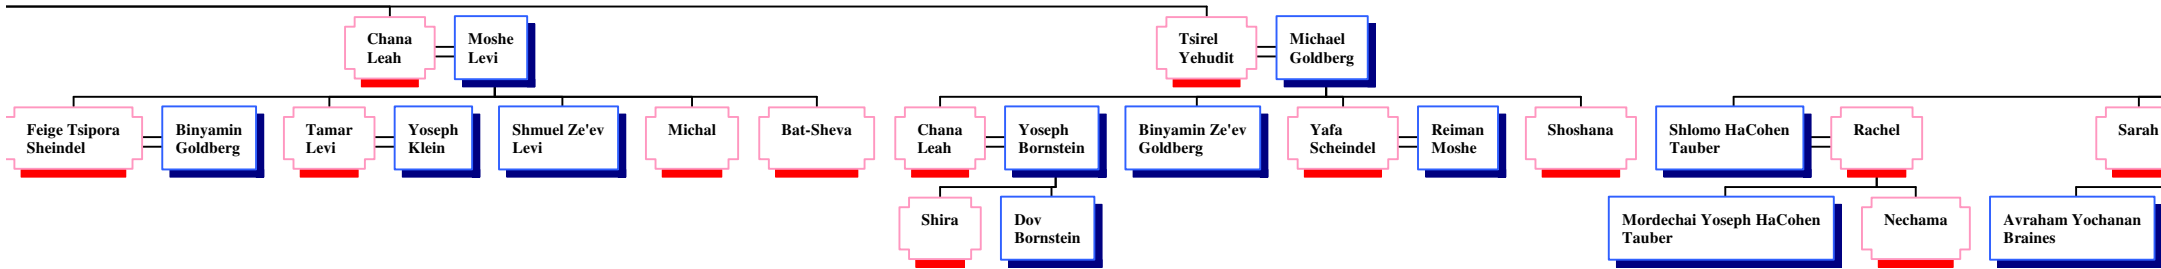 Chana
Leah
Moshe
Levi
Tsirel
Yehudit
Michael
Goldberg
Feige Tsipora
Sheindel
Binyamin
Goldberg
Tamar
Levi
Yoseph
Klein
Shmuel Ze'ev
Levi
Michal
Bat-Sheva
Chana
Leah
Yoseph
Bornstein
Binyamin Ze'ev
Goldberg
Yafa
Scheindel
Reiman
Moshe
Shoshana
Shlomo HaCohen
Tauber
Rachel
Sarah
Shira
Dov
Bornstein
Mordechai Yoseph HaCohen
Tauber
Nechama
Avraham Yochanan
Braines